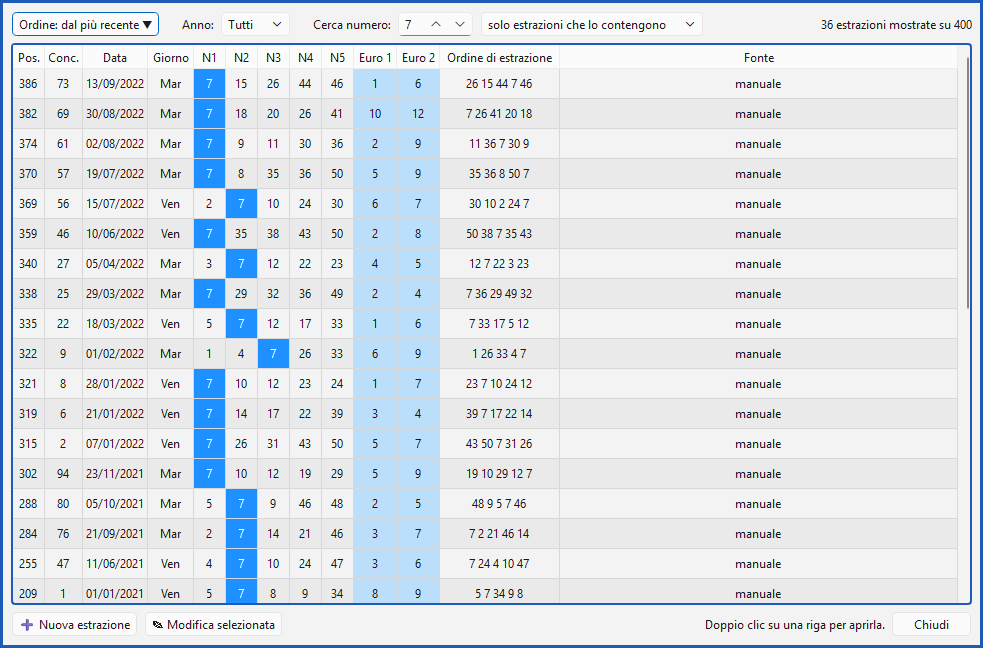 Ordine: dal più recente ▼ Anno: Tutti Cerca numero: 7 solo estrazioni che lo contengono 36 estrazioni mostrate su 400
Pos. Conc. Data Giorno N1 N2 N3 N4 N5 Euro 1 Euro 2 Ordine di estrazione Fonte
386 73 13/09/2022 Mar 7 15 26 44 46 1 6 26 15 44 7 46 manuale
382 69 30/08/2022 Mar 7 18 20 26 41 10 12 7 26 41 20 18 manuale
374 61 02/08/2022 Mar 7 9 11 30 36 2 9 11 36 7 30 9 manuale
370 57 19/07/2022 Mar 7 8 35 36 50 5 9 35 36 8 50 7 manuale
369 56 15/07/2022 Ven 2 7 10 24 30 6 7 30 10 2 24 7 manuale
359 46 10/06/2022 Ven 7 35 38 43 50 2 8 50 38 7 35 43 manuale
340 27 05/04/2022 Mar 3 7 12 22 23 4 5 12 7 22 3 23 manuale
338 25 29/03/2022 Mar 7 29 32 36 49 2 4 7 36 29 49 32 manuale
335 22 18/03/2022 Ven 5 7 12 17 33 1 6 7 33 17 5 12 manuale
322 9 01/02/2022 Mar 1 4 7 26 33 6 9 1 26 33 4 7 manuale
321 8 28/01/2022 Ven 7 10 12 23 24 1 7 23 7 10 24 12 manuale
319 6 21/01/2022 Ven 7 14 17 22 39 3 4 39 7 17 22 14 manuale
315 2 07/01/2022 Ven 7 26 31 43 50 5 7 43 50 7 31 26 manuale
302 94 23/11/2021 Mar 7 10 12 19 29 5 9 19 10 29 12 7 manuale
288 80 05/10/2021 Mar 5 7 9 46 48 2 5 48 9 5 7 46 manuale
284 76 21/09/2021 Mar 2 7 14 21 46 3 7 7 2 21 46 14 manuale
255 47 11/06/2021 Ven 4 7 10 24 47 3 6 7 24 4 10 47 manuale
209 1 01/01/2021 Ven 5 7 8 9 34 8 9 5 7 34 9 8 manuale
Nuova estrazione Modifica selezionata Doppio clic su una riga per aprirla. Chiudi